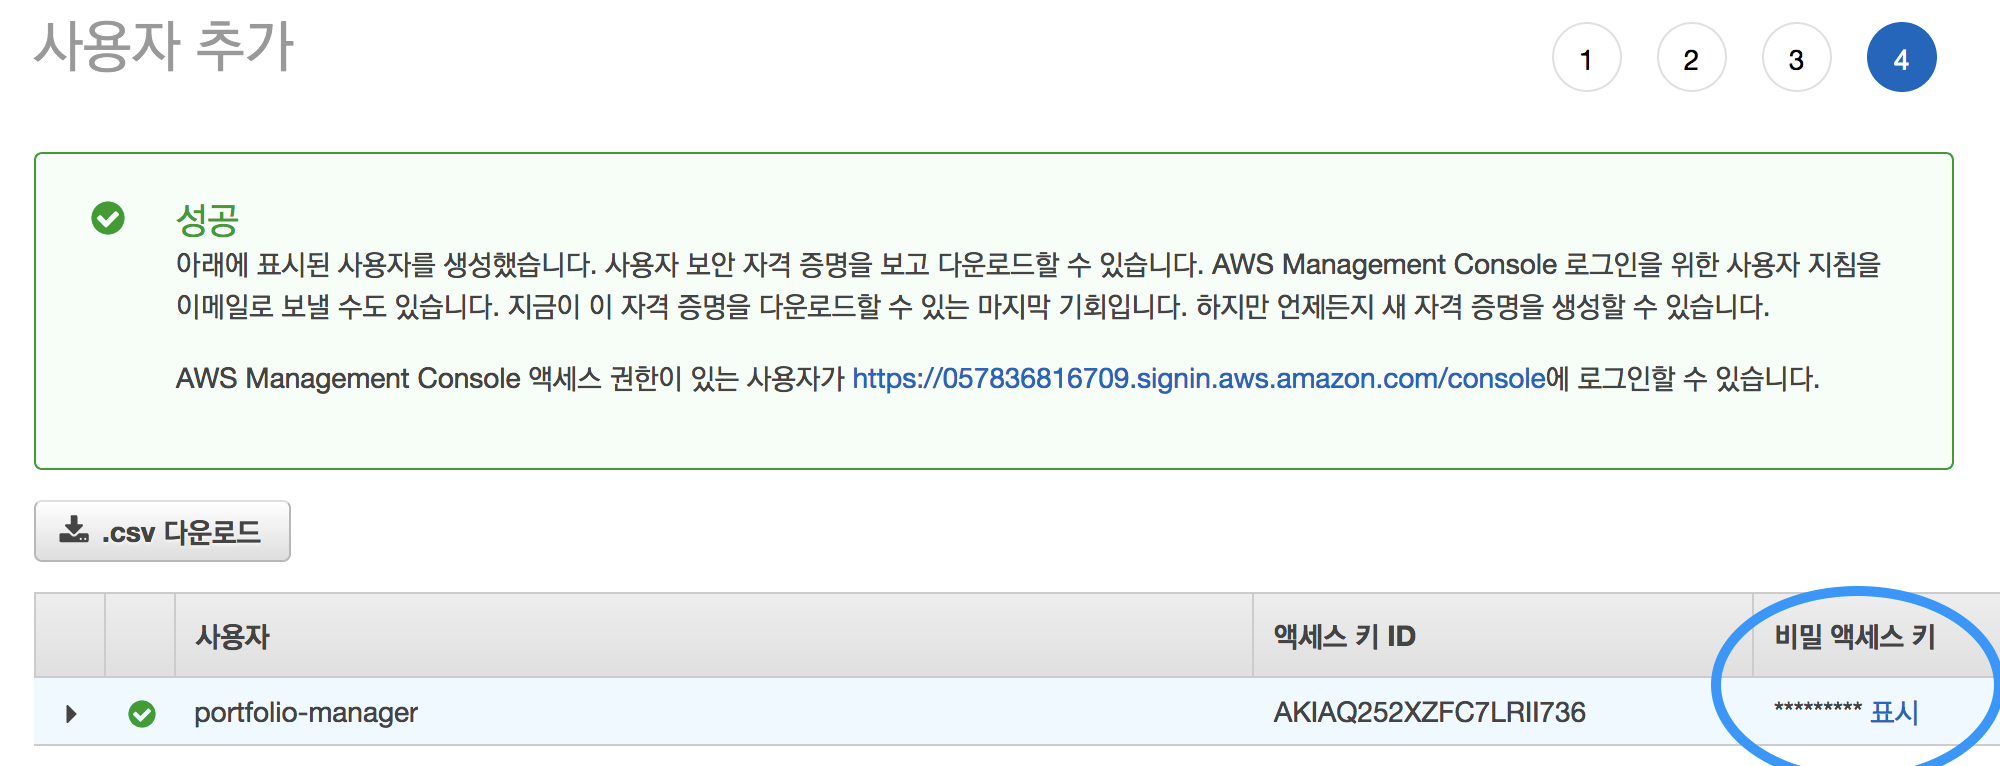 사용자 추가
1 2 3 4
성공
아래에 표시된 사용자를 생성했습니다. 사용자 보안 자격 증명을 보고 다운로드할 수 있습니다. AWS Management Console 로그인을 위한 사용자 지침을
이메일로 보낼 수도 있습니다. 지금이 이 자격 증명을 다운로드할 수 있는 마지막 기회입니다. 하지만 언제든지 새 자격 증명을 생성할 수 있습니다.
AWS Management Console 액세스 권한이 있는 사용자가 https://057836816709.signin.aws.amazon.com/console에 로그인할 수 있습니다.
.csv 다운로드
사용자 액세스 키 ID 비밀 액세스 키
portfolio-manager AKIAQ252XZFC7LRII736 ********* 표시